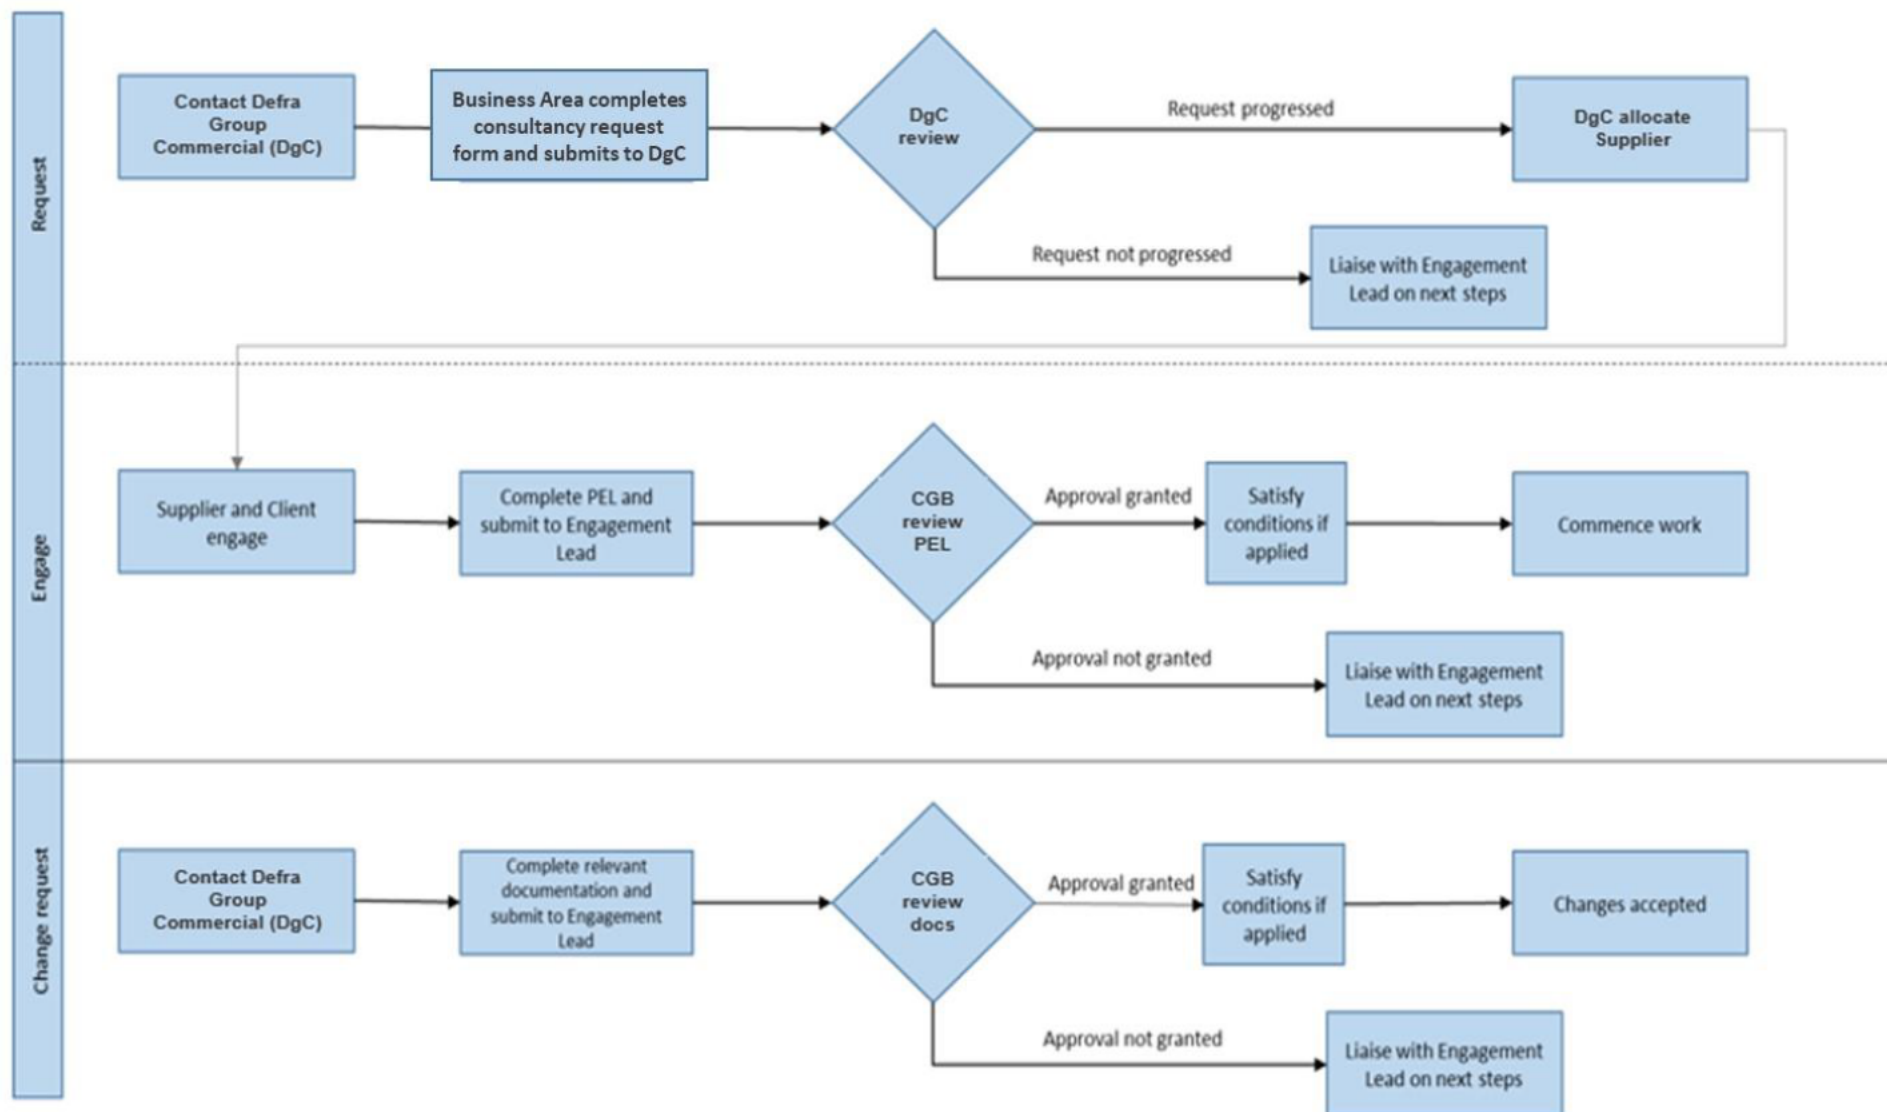 Request
Contact Defra
Group
Commercial (DgC)
Business Area completes
consultancy request
form and submits to DgC
DgC
review
Request progressed
DgC allocate
Supplier
Request not progressed
Liaise with Engagement
Lead on next steps
Engage
Supplier and Client
engage
Complete PEL and
submit to Engagement
Lead
CGB
review
PEL
Approval granted
Satisfy
conditions if
applied
Commence work
Approval not granted
Liaise with Engagement
Lead on next steps
Change request
Contact Defra
Group
Commercial (DgC)
Complete relevant
documentation and
submit to Engagement
Lead
CGB
review
docs
Approval granted
Satisfy
conditions if
applied
Changes accepted
Approval not granted
Liaise with Engagement
Lead on next steps